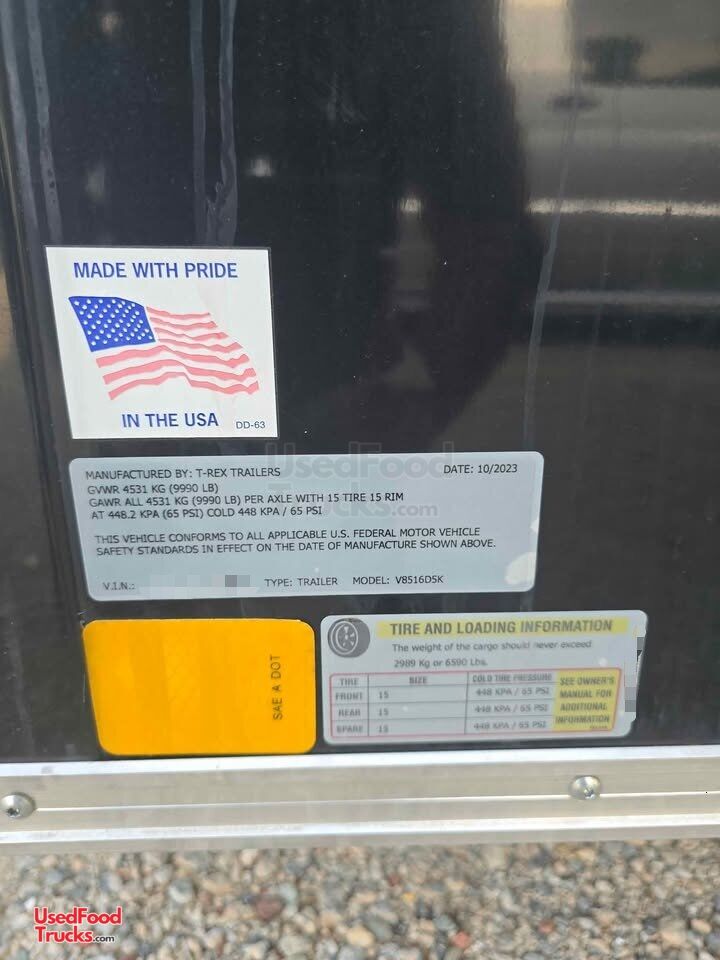 MADE WITH PRIDE
IN THE USA DD-63
UsedFood
Trucks.com
MANUFACTURED BY: T-REX TRAILERS DATE: 10/2023
GVWR 4531 KG (9990 LB)
GAWR ALL 4531 KG (9990 LB) PER AXLE WITH 15 TIRE 15 RIM
AT 448.2 KPA (65 PSI) COLD 448 KPA / 65 PSI
THIS VEHICLE CONFORMS TO ALL APPLICABLE U.S. FEDERAL MOTOR VEHICLE
SAFETY STANDARDS IN EFFECT ON THE DATE OF MANUFACTURE SHOWN ABOVE.
V.I.N.: TYPE: TRAILER MODEL: V8516DSK
SAE A DOT
TIRE AND LOADING INFORMATION
The weight of the cargo should never exceed
2989 Kg or 6590 Lbs.
TIRE SIZE COLD TIRE PRESSURE SEE OWNER'S
FRONT 15 448 KPA / 65 PSI MANUAL FOR
REAR 15 448 KPA / 65 PSI ADDITIONAL
SPARE 15 448 KPA / 65 PSI INFORMATION
UsedFood
Trucks.com